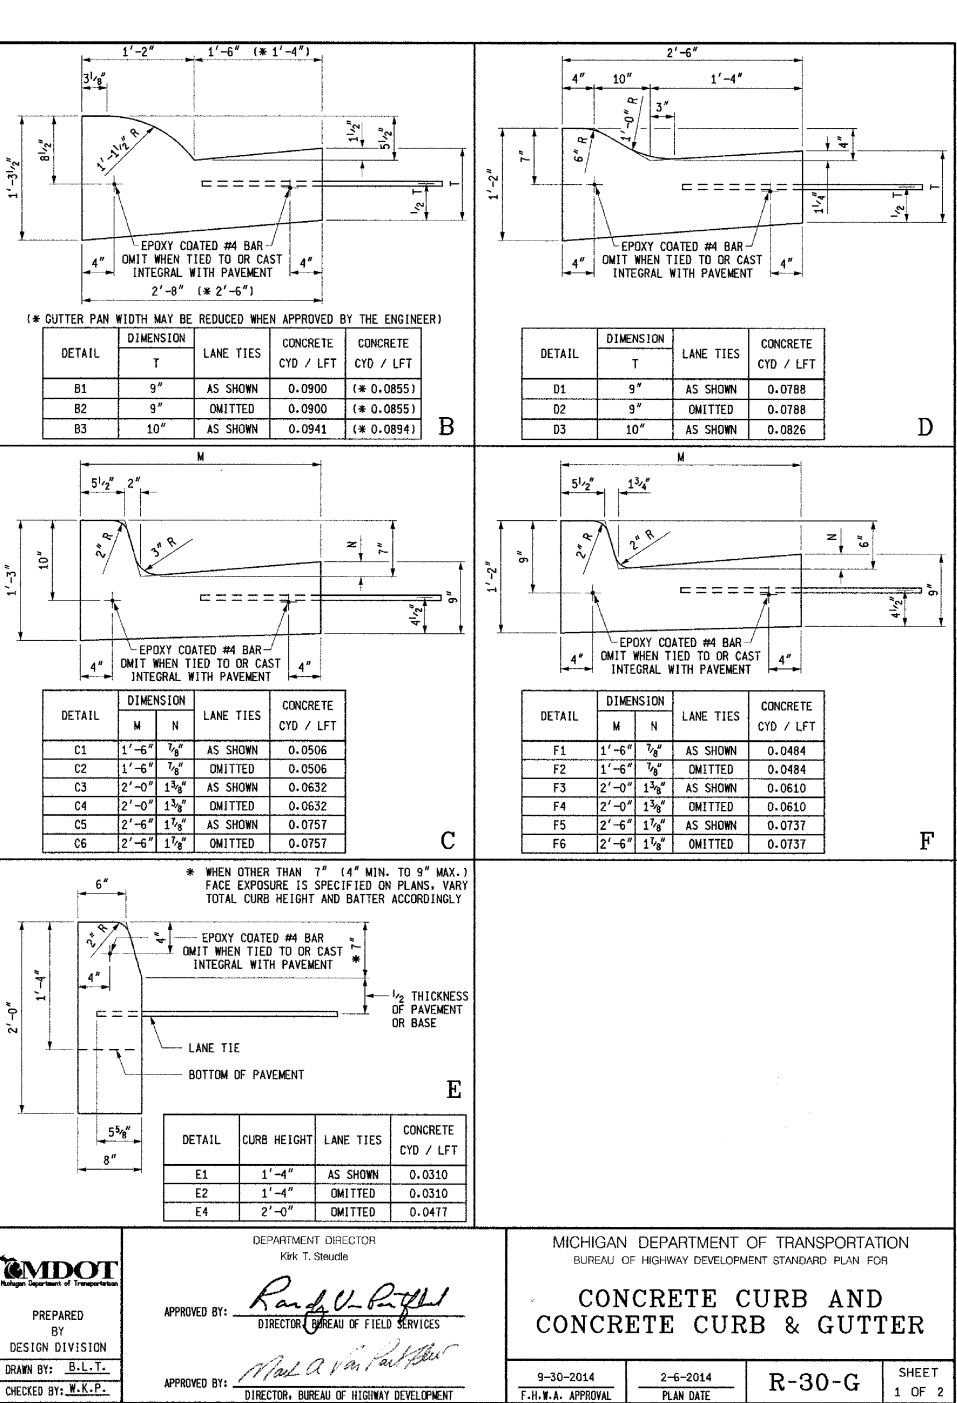 1'-2"
1'-6" (* 1'-4")
3 1/8"
1'-1 1/2" R
8 1/2"
1'-3 1/2"
1 1/2"
5 1/2"
T
1/2 T
EPOXY COATED #4 BAR
OMIT WHEN TIED TO OR CAST
INTEGRAL WITH PAVEMENT
4"
4"
2'-8" (* 2'-6")
(* GUTTER PAN WIDTH MAY BE REDUCED WHEN APPROVED BY THE ENGINEER)
DETAIL DIMENSION T LANE TIES CONCRETE CYD / LFT CONCRETE CYD / LFT
B1 9" AS SHOWN 0.0900 (* 0.0855)
B2 9" OMITTED 0.0900 (* 0.0855)
B3 10" AS SHOWN 0.0941 (* 0.0894)
B
2'-6"
4" 10" 1'-4"
3"
1'-0" R
6" R
7"
1'-2"
4"
1 1/4"
T
1/2 T
EPOXY COATED #4 BAR
OMIT WHEN TIED TO OR CAST
INTEGRAL WITH PAVEMENT
4"
4"
DETAIL DIMENSION T LANE TIES CONCRETE CYD / LFT
D1 9" AS SHOWN 0.0788
D2 9" OMITTED 0.0788
D3 10" AS SHOWN 0.0826
D
M
5 1/2" 2"
2" R
3" R
10"
1'-3"
N
7"
9"
4 1/2"
EPOXY COATED #4 BAR
OMIT WHEN TIED TO OR CAST
INTEGRAL WITH PAVEMENT
4"
4"
DETAIL DIMENSION M N LANE TIES CONCRETE CYD / LFT
C1 1'-6" 7/8" AS SHOWN 0.0506
C2 1'-6" 7/8" OMITTED 0.0506
C3 2'-0" 1 3/8" AS SHOWN 0.0632
C4 2'-0" 1 3/8" OMITTED 0.0632
C5 2'-6" 1 7/8" AS SHOWN 0.0757
C6 2'-6" 1 7/8" OMITTED 0.0757
C
M
5 1/2" 1 3/4"
2" R
2" R
9"
1'-2"
N
6"
9"
4 1/2"
EPOXY COATED #4 BAR
OMIT WHEN TIED TO OR CAST
INTEGRAL WITH PAVEMENT
4"
4"
DETAIL DIMENSION M N LANE TIES CONCRETE CYD / LFT
F1 1'-6" 7/8" AS SHOWN 0.0484
F2 1'-6" 7/8" OMITTED 0.0484
F3 2'-0" 1 3/8" AS SHOWN 0.0610
F4 2'-0" 1 3/8" OMITTED 0.0610
F5 2'-6" 1 7/8" AS SHOWN 0.0737
F6 2'-6" 1 7/8" OMITTED 0.0737
F
* WHEN OTHER THAN 7" (4" MIN. TO 9" MAX.)
FACE EXPOSURE IS SPECIFIED ON PLANS, VARY
TOTAL CURB HEIGHT AND BATTER ACCORDINGLY
6"
2" R
4"
EPOXY COATED #4 BAR
OMIT WHEN TIED TO OR CAST
INTEGRAL WITH PAVEMENT
* 7"
4"
1'-4"
2'-0"
1/2 THICKNESS
OF PAVEMENT
OR BASE
LANE TIE
BOTTOM OF PAVEMENT
5 5/8"
8"
E
DETAIL CURB HEIGHT LANE TIES CONCRETE CYD / LFT
E1 1'-4" AS SHOWN 0.0310
E2 1'-4" OMITTED 0.0310
E4 2'-0" OMITTED 0.0477
MDOT
Michigan Department of Transportation
PREPARED
BY
DESIGN DIVISION
DRAWN BY: B.L.T.
CHECKED BY: W.K.P.
DEPARTMENT DIRECTOR
Kirk T. Steudle
APPROVED BY:
DIRECTOR, BUREAU OF FIELD SERVICES
APPROVED BY:
DIRECTOR, BUREAU OF HIGHWAY DEVELOPMENT
MICHIGAN DEPARTMENT OF TRANSPORTATION
BUREAU OF HIGHWAY DEVELOPMENT STANDARD PLAN FOR
CONCRETE CURB AND
CONCRETE CURB & GUTTER
9-30-2014
F.H.W.A. APPROVAL
2-6-2014
PLAN DATE
R-30-G
SHEET
1 OF 2